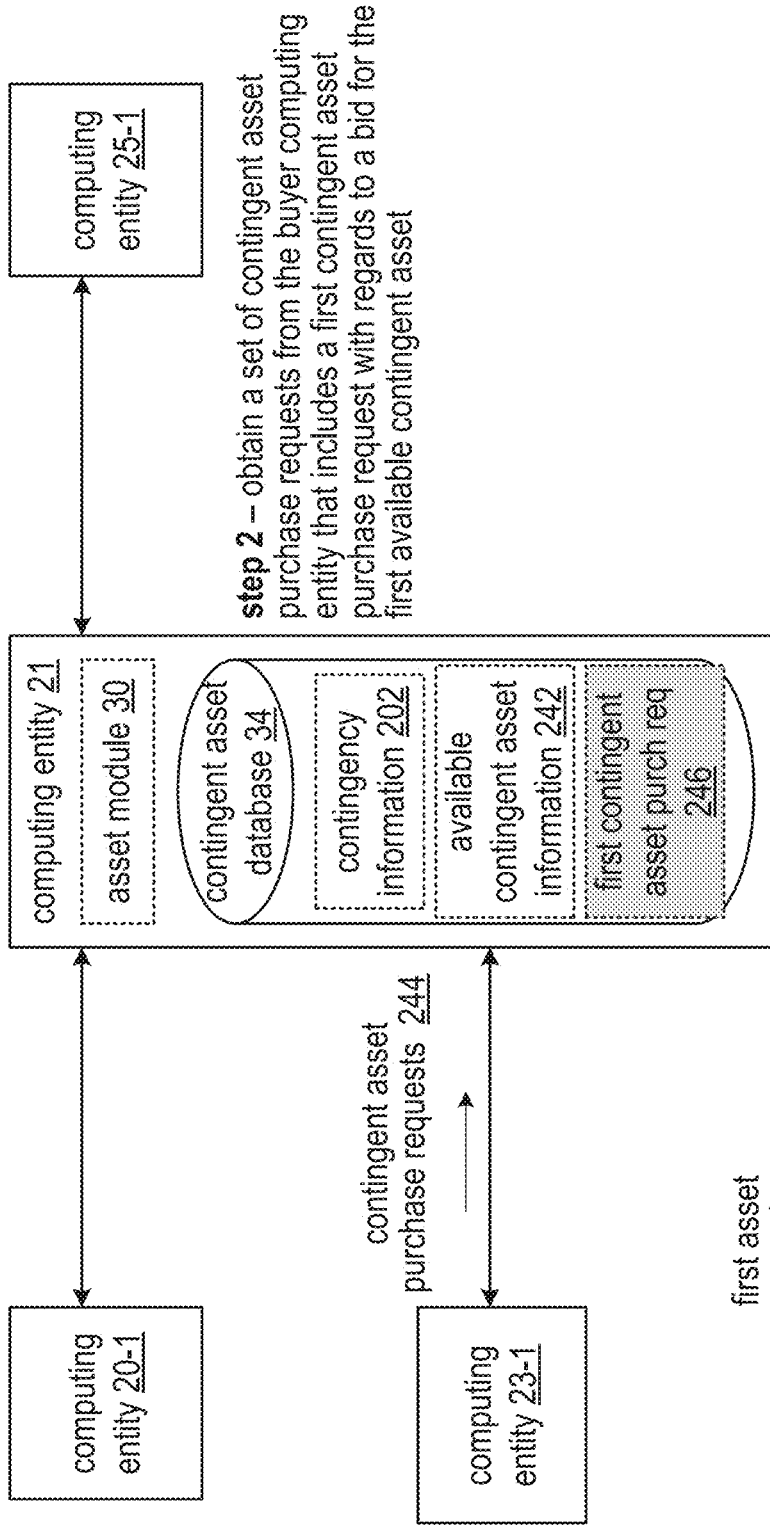 computing
entity 20-1
computing entity 21
asset module 30
contingent asset
database 34
contingency
information 202
available
contingent asset
information 242
first contingent
asset purch req
246
computing
entity 25-1
contingent asset
purchase requests 244
computing
entity 23-1
step 2 – obtain a set of contingent asset
purchase requests from the buyer computing
entity that includes a first contingent asset
purchase request with regards to a bid for the
first available contingent asset
first asset